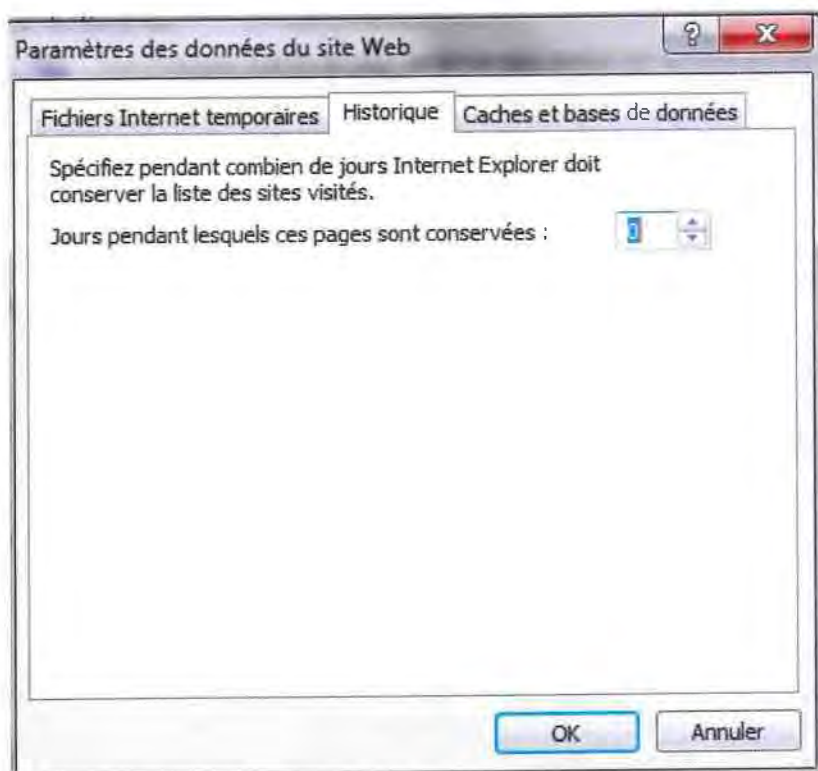 Paramètres des données du site Web
Fichiers Internet temporaires Historique Caches et bases de données
Spécifiez pendant combien de jours Internet Explorer doit
conserver la liste des sites visités.
Jours pendant lesquels ces pages sont conservées : 0
OK Annuler